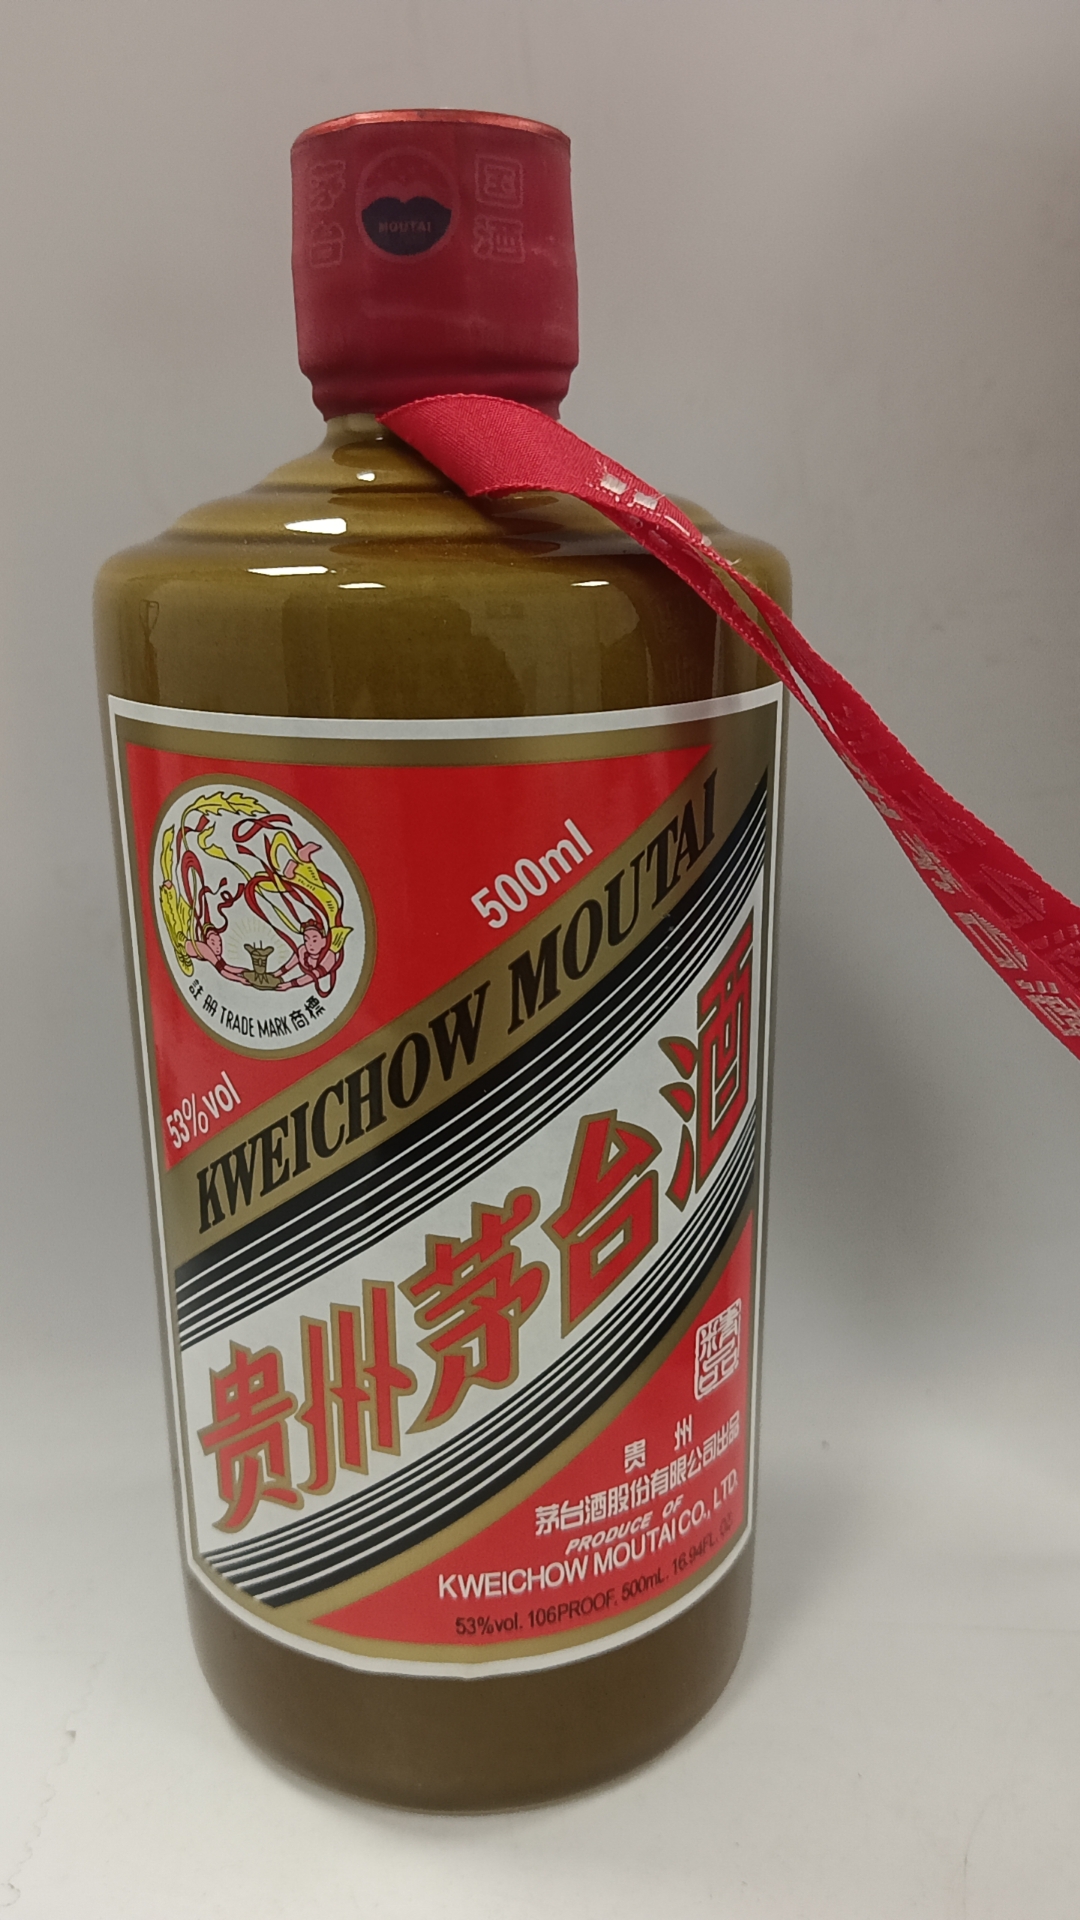 茅台
MOUTAI
国酒
500ml
註册 TRADE MARK 商標
53%vol
KWEICHOW MOUTAI
贵州茅台酒
贵州
茅台酒股份有限公司出品
PRODUCE OF
KWEICHOW MOUTAI CO., LTD.
53%vol. 106PROOF. 500mL. 16.94FL. OZ.